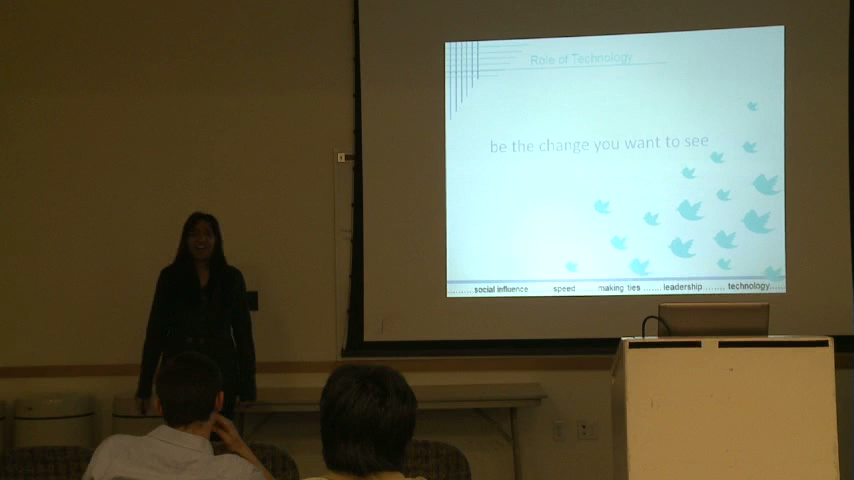 Role of Technology
be the change you want to see
..........social influence speed making ties ....... leadership ......., technology......